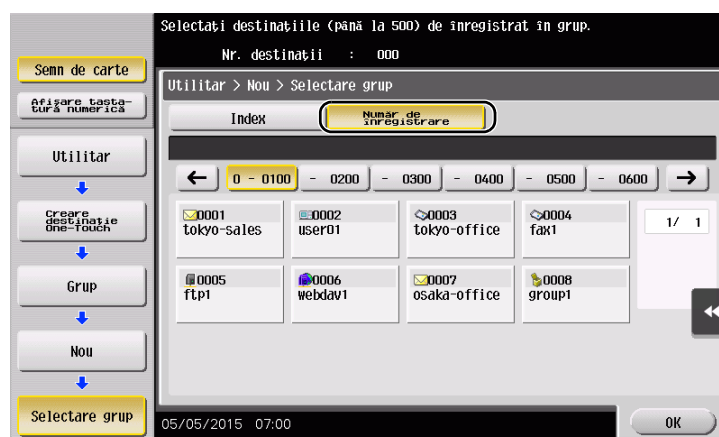 Selectați destinațiile (până la 500) de înregistrat în grup.
Nr. destinații : 000
Semn de carte
Afișare tasta-
tură numerică
Utilitar
Creare
destinație
One-Touch
Grup
Nou
Selectare grup
Utilitar > Nou > Selectare grup
Index
Număr de
înregistrare
← 0 - 0100 - 0200 - 0300 - 0400 - 0500 - 0600 →
0001
tokyo-sales
0002
user01
0003
tokyo-office
0004
fax1
1/ 1
0005
ftp1
0006
webdav1
0007
osaka-office
0008
group1
05/05/2015 07:00
OK